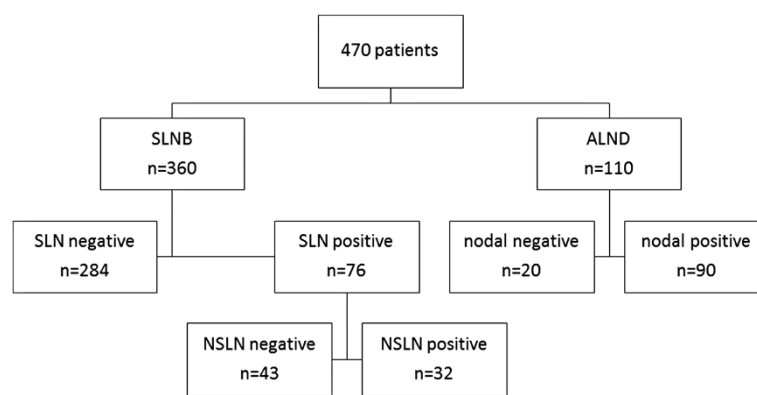 470 patients
SLNB
n=360
ALND
n=110
SLN negative
n=284
SLN positive
n=76
nodal negative
n=20
nodal positive
n=90
NSLN negative
n=43
NSLN positive
n=32